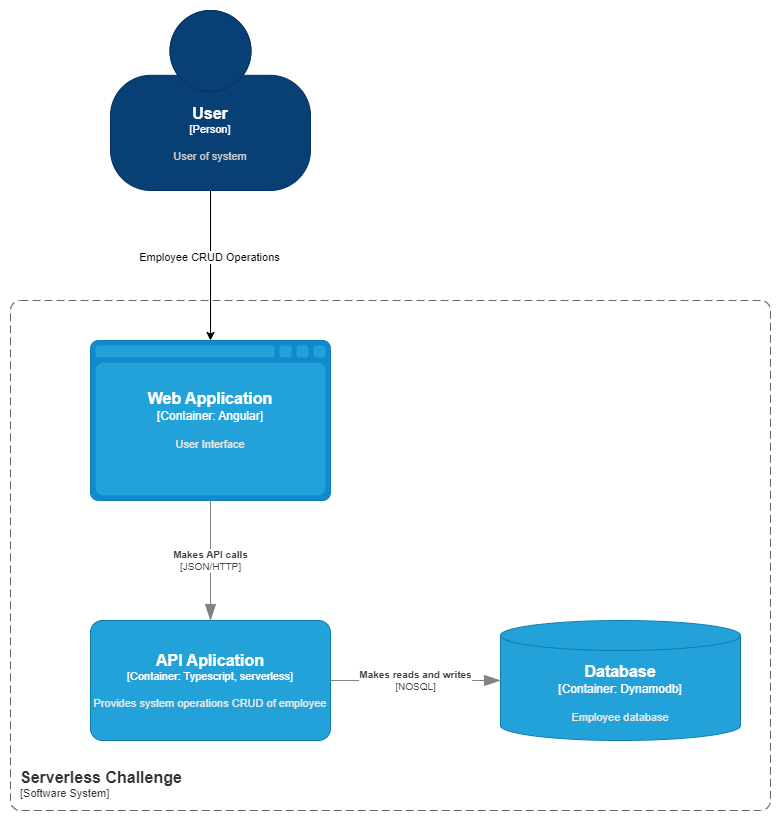 User
[Person]
User of system
Employee CRUD Operations
Web Application
[Container: Angular]
User Interface
Makes API calls
[JSON/HTTP]
API Aplication
[Container: Typescript, serverless]
Provides system operations CRUD of employee
Makes reads and writes
[NOSQL]
Database
[Container: Dynamodb]
Employee database
Serverless Challenge
[Software System]